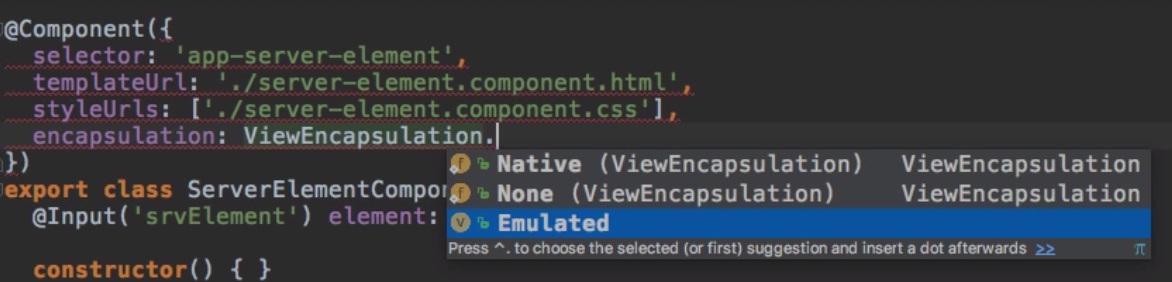 @Component({
selector: 'app-server-element',
templateUrl: './server-element.component.html',
styleUrls: ['./server-element.component.css'],
encapsulation: ViewEncapsulation.
})
Native (ViewEncapsulation) ViewEncapsulation
export class ServerElementCompo
None (ViewEncapsulation) ViewEncapsulation
@Input('srvElement') element:
Emulated
Press ^. to choose the selected (or first) suggestion and insert a dot afterwards >> π
constructor() { }